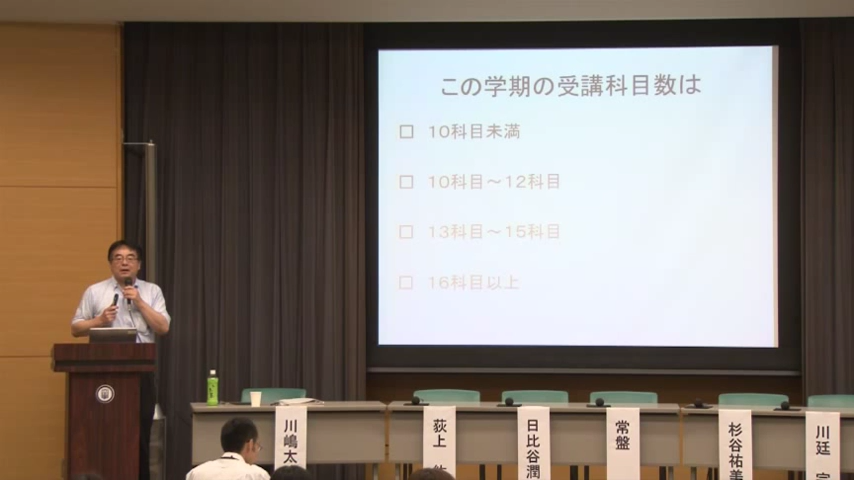 この学期の受講科目数は
□ 10科目未満
□ 10科目～12科目
□ 13科目～15科目
□ 16科目以上
川嶋太
荻上
日比谷潤
常盤
杉谷祐美
川廷